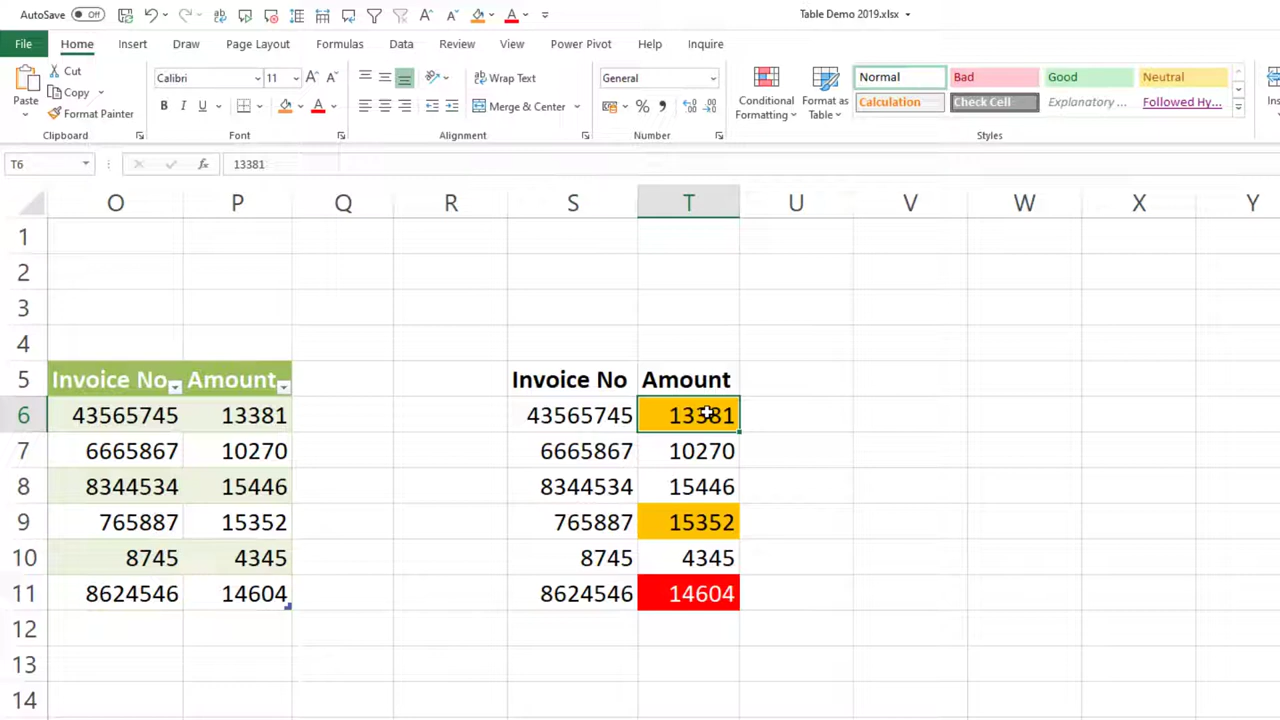 AutoSave Off Table Demo 2019.xlsx
File Home Insert Draw Page Layout Formulas Data Review View Power Pivot Help Inquire
Paste Cut Copy Format Painter Clipboard
Calibri 11 B I U Font
Wrap Text Merge & Center Alignment
General % Number
Conditional Formatting Format as Table
Normal Bad Good Neutral
Calculation Check Cell Explanatory ... Followed Hy...
Styles
T6 fx 13381
O P Q R S T U V W X Y
1
2
3
4
5 Invoice No Amount Invoice No Amount
6 43565745 13381 43565745 13381
7 6665867 10270 6665867 10270
8 8344534 15446 8344534 15446
9 765887 15352 765887 15352
10 8745 4345 8745 4345
11 8624546 14604 8624546 14604
12
13
14